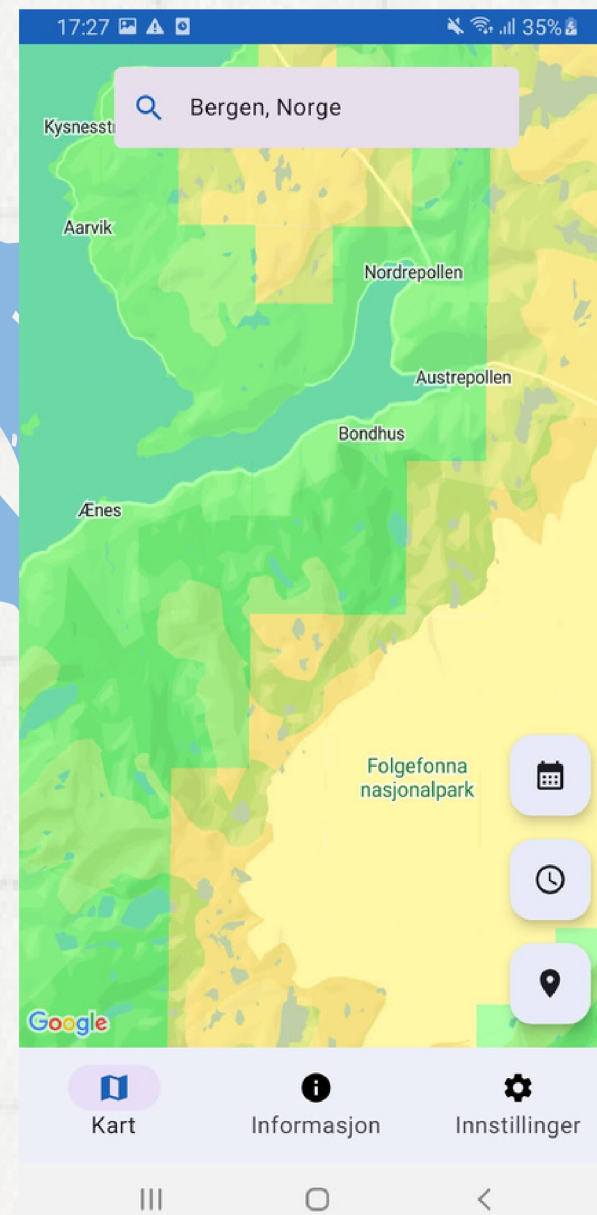 17:27
35%
Bergen, Norge
Aarvik
Nordrepollen
Austrepollen
Bondhus
Ænes
Folgefonna
nasjonalpark
Google
Kart
Informasjon
Innstillinger